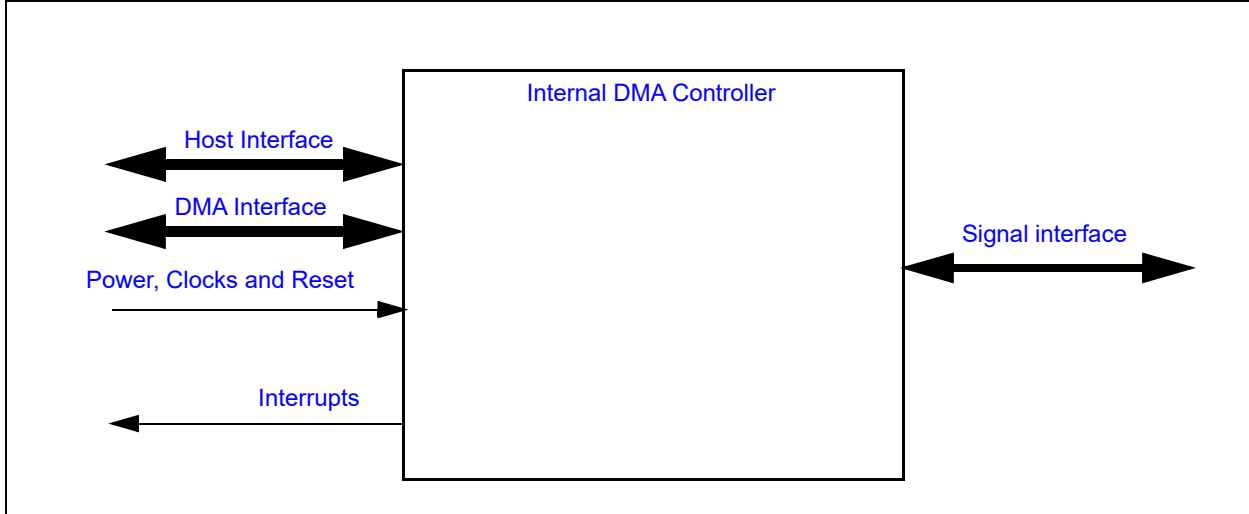 Internal DMA Controller
Host Interface
DMA Interface
Signal interface
Power, Clocks and Reset
Interrupts